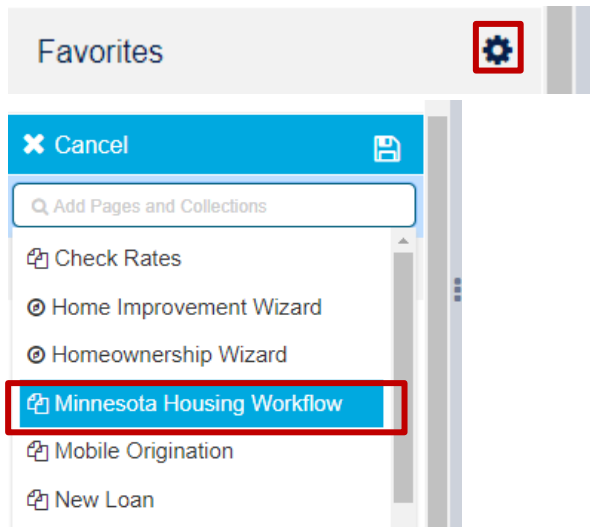 Favorites
Cancel
Add Pages and Collections
Check Rates
Home Improvement Wizard
Homeownership Wizard
Minnesota Housing Workflow
Mobile Origination
New Loan